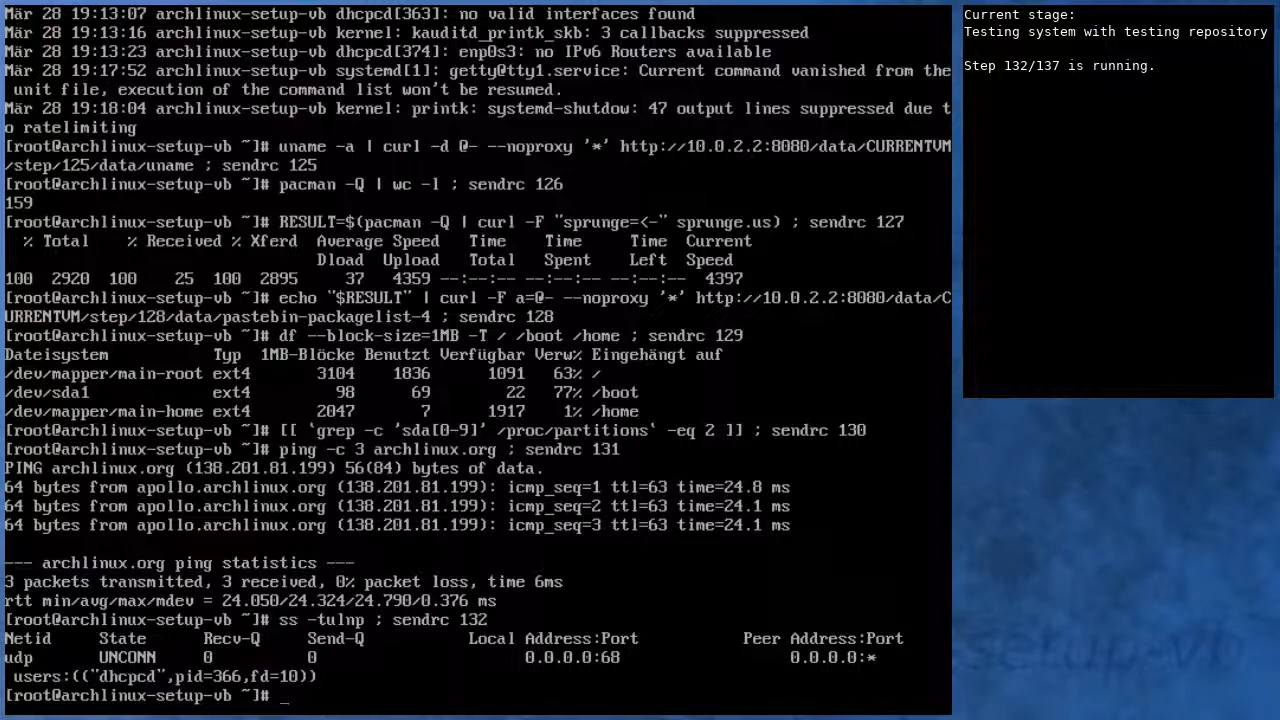 Mär 28 19:13:07 archlinux-setup-vb dhcpcd[363]: no valid interfaces found
Mär 28 19:13:16 archlinux-setup-vb kernel: kauditd_printk_skb: 3 callbacks suppressed
Mär 28 19:13:23 archlinux-setup-vb dhcpcd[374]: enp0s3: no IPv6 Routers available
Mär 28 19:17:52 archlinux-setup-vb systemd[1]: getty@tty1.service: Current command vanished from the
 unit file, execution of the command list won't be resumed.
Mär 28 19:18:04 archlinux-setup-vb kernel: printk: systemd-shutdow: 47 output lines suppressed due t
o ratelimiting
[root@archlinux-setup-vb ~]# uname -a | curl -d @- --noproxy '*' http://10.0.2.2:8080/data/CURRENTVM
/step/125/data/uname ; sendrc 125
[root@archlinux-setup-vb ~]# pacman -Q | wc -l ; sendrc 126
159
[root@archlinux-setup-vb ~]# RESULT=$(pacman -Q | curl -F "sprunge=<-" sprunge.us) ; sendrc 127
  % Total    % Received % Xferd  Average Speed   Time    Time     Time  Current
                                 Dload  Upload   Total   Spent    Left  Speed
100  2920  100    25  100  2895     37   4359 --:--:-- --:--:-- --:--:--  4397
[root@archlinux-setup-vb ~]# echo "$RESULT" | curl -F a=@- --noproxy '*' http://10.0.2.2:8080/data/C
URRENTVM/step/128/data/pastebin-packagelist-4 ; sendrc 128
[root@archlinux-setup-vb ~]# df --block-size=1MB -T / /boot /home ; sendrc 129
Dateisystem           Typ  1MB-Blöcke Benutzt Verfügbar Verw% Eingehängt auf
/dev/mapper/main-root ext4       3104    1836      1091   63% /
/dev/sda1             ext4         98      69        22   77% /boot
/dev/mapper/main-home ext4       2047       7      1917    1% /home
[root@archlinux-setup-vb ~]# [[ `grep -c 'sda[0-9]' /proc/partitions` -eq 2 ]] ; sendrc 130
[root@archlinux-setup-vb ~]# ping -c 3 archlinux.org ; sendrc 131
PING archlinux.org (138.201.81.199) 56(84) bytes of data.
64 bytes from apollo.archlinux.org (138.201.81.199): icmp_seq=1 ttl=63 time=24.8 ms
64 bytes from apollo.archlinux.org (138.201.81.199): icmp_seq=2 ttl=63 time=24.1 ms
64 bytes from apollo.archlinux.org (138.201.81.199): icmp_seq=3 ttl=63 time=24.1 ms
--- archlinux.org ping statistics ---
3 packets transmitted, 3 received, 0% packet loss, time 6ms
rtt min/avg/max/mdev = 24.050/24.324/24.790/0.376 ms
[root@archlinux-setup-vb ~]# ss -tulnp ; sendrc 132
Netid     State      Recv-Q     Send-Q           Local Address:Port           Peer Address:Port
udp       UNCONN     0          0                      0.0.0.0:68                  0.0.0.0:*
 users:(("dhcpcd",pid=366,fd=10))
[root@archlinux-setup-vb ~]# _
Current stage:
Testing system with testing repository
Step 132/137 is running.
setup-vb